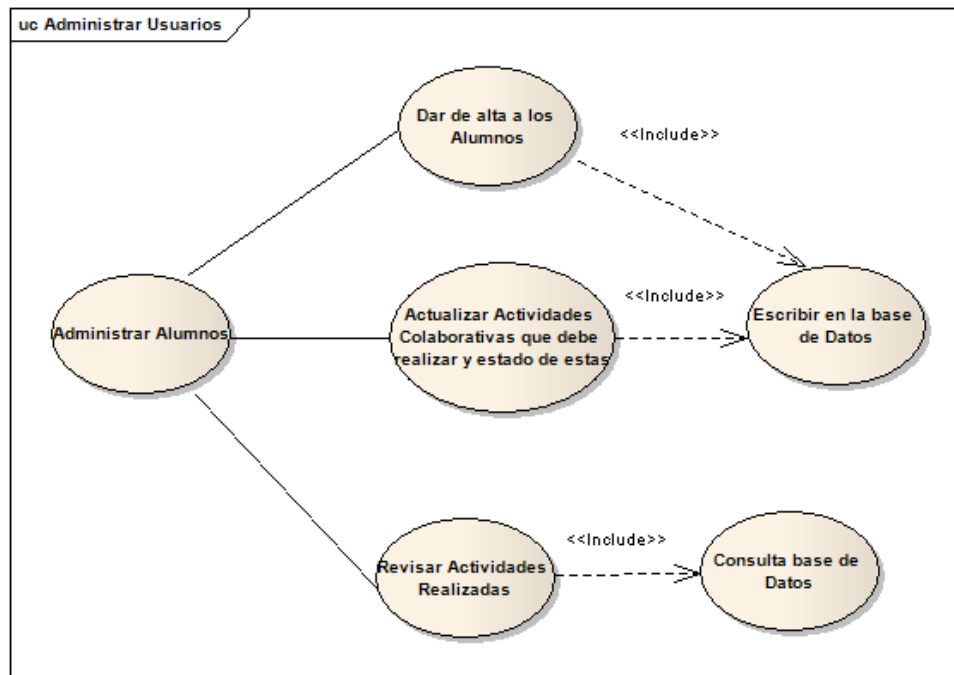 uc Administrar Usuarios
Dar de alta a los
Alumnos
<<Include>>
Administrar Alumnos
Actualizar Actividades
Colaborativas que debe
realizar y estado de estas
<<Include>>
Escribir en la base
de Datos
Revisar Actividades
Realizadas
<<Include>>
Consulta base de
Datos